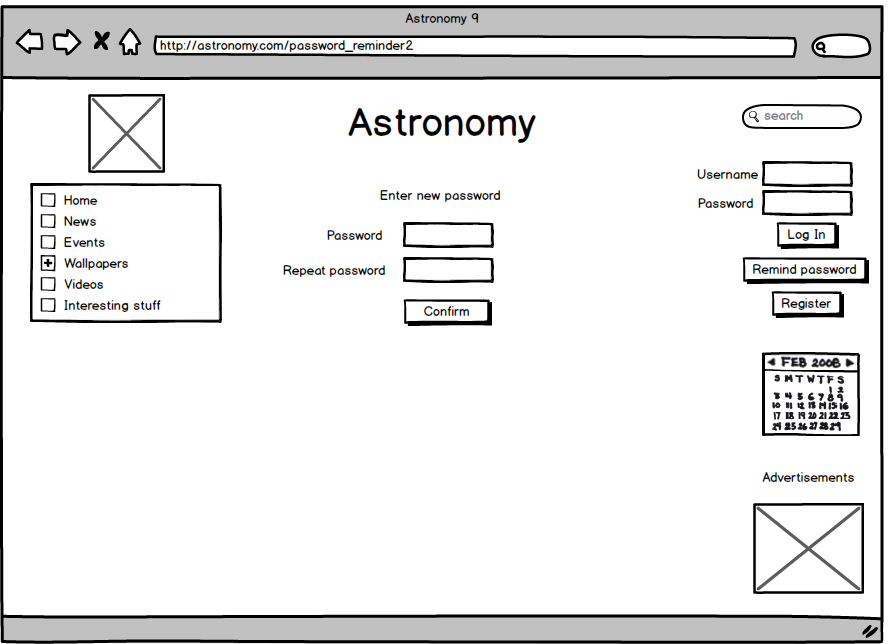 Astronomy 9
http://astronomy.com/password_reminder2
Astronomy
search
Home
News
Events
Wallpapers
Videos
Interesting stuff
Enter new password
Password
Repeat password
Confirm
Username
Password
Log In
Remind password
Register
FEB 2008
S M T W T F S
1 2
3 4 5 6 7 8 9
10 11 12 13 14 15 16
17 18 19 20 21 22 23
24 25 26 27 28 29
Advertisements